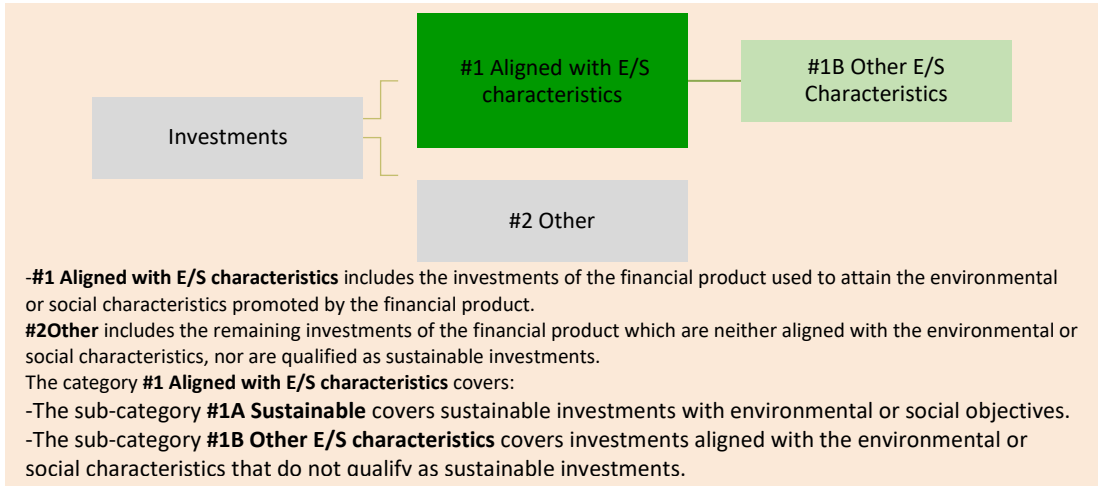 #1 Aligned with E/S
characteristics
#1B Other E/S
Characteristics
Investments
#2 Other
-#1 Aligned with E/S characteristics includes the investments of the financial product used to attain the environmental
or social characteristics promoted by the financial product.
#2Other includes the remaining investments of the financial product which are neither aligned with the environmental or
social characteristics, nor are qualified as sustainable investments.
The category #1 Aligned with E/S characteristics covers:
-The sub-category #1A Sustainable covers sustainable investments with environmental or social objectives.
-The sub-category #1B Other E/S characteristics covers investments aligned with the environmental or
social characteristics that do not qualify as sustainable investments.